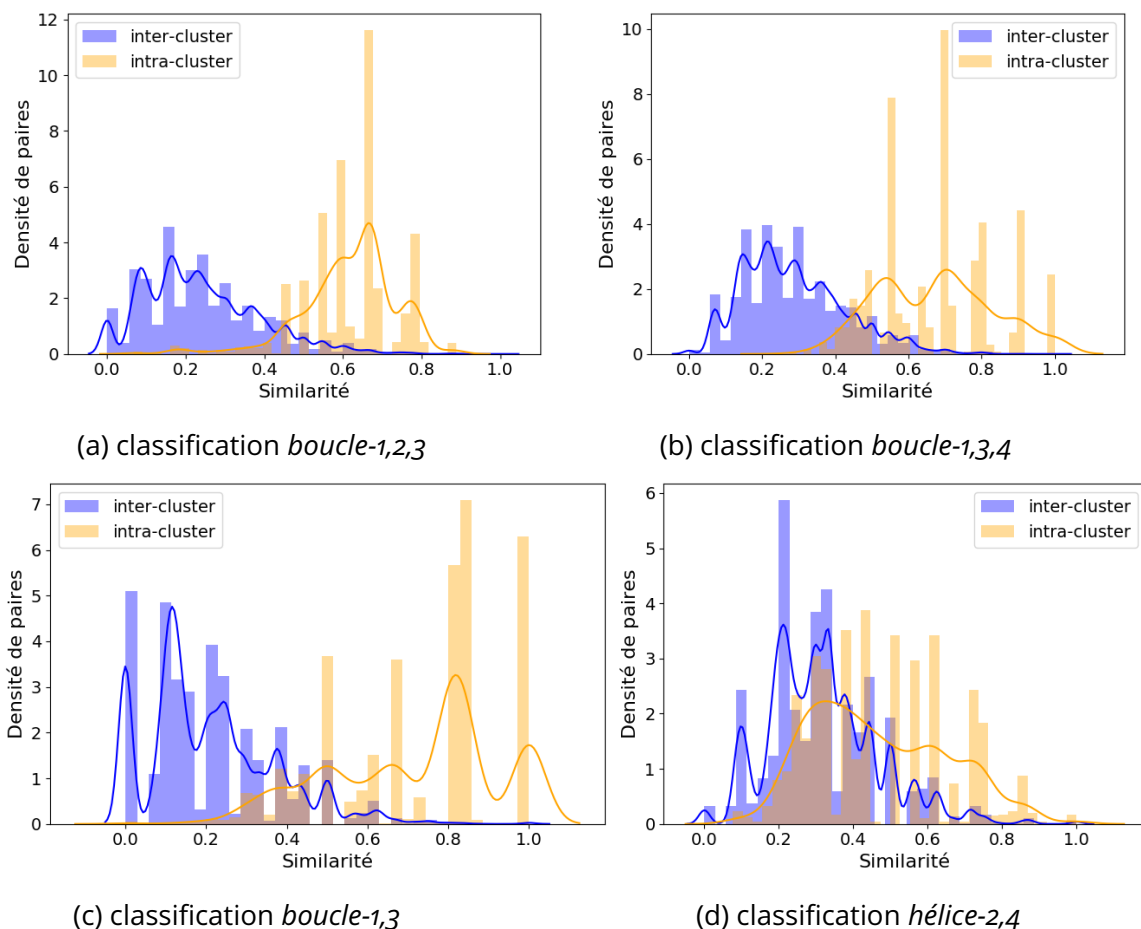 inter-cluster
intra-cluster
Densité de paires
12
10
8
6
4
2
0
0.0 0.2 0.4 0.6 0.8 1.0
Similarité
(a) classification boucle-1,2,3
inter-cluster
intra-cluster
Densité de paires
10
8
6
4
2
0
0.0 0.2 0.4 0.6 0.8 1.0
Similarité
(b) classification boucle-1,3,4
inter-cluster
intra-cluster
Densité de paires
7
6
5
4
3
2
1
0
0.0 0.2 0.4 0.6 0.8 1.0
Similarité
(c) classification boucle-1,3
inter-cluster
intra-cluster
Densité de paires
6
5
4
3
2
1
0
0.0 0.2 0.4 0.6 0.8 1.0
Similarité
(d) classification hélice-2,4